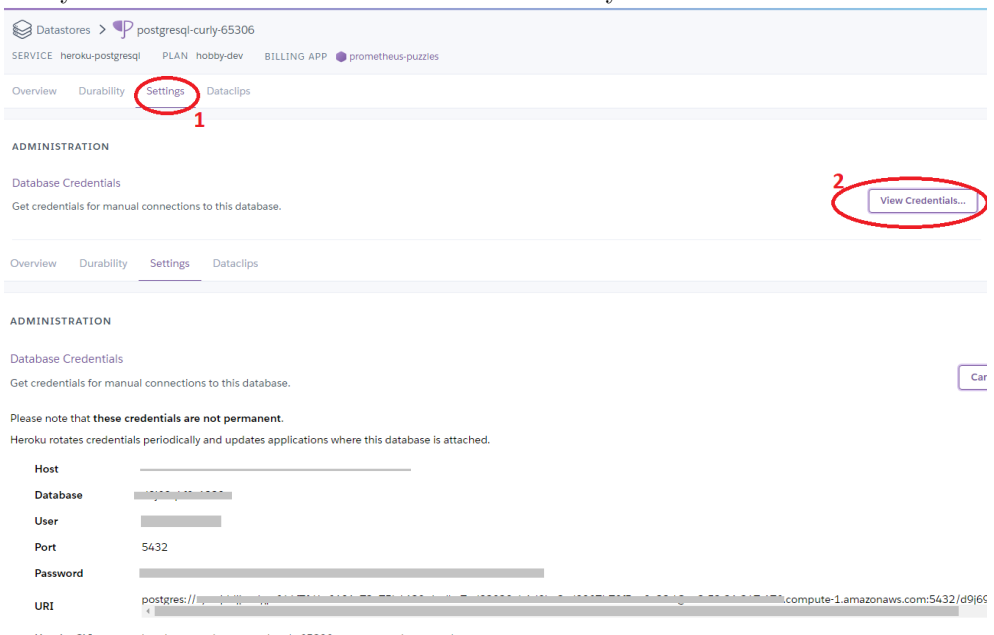 Datastores > postgresql-curly-65306
SERVICE heroku-postgresql PLAN hobby-dev BILLING APP prometheus-puzzles
Overview Durability Settings Dataclips
1
ADMINISTRATION
Database Credentials
2
Get credentials for manual connections to this database.
View Credentials...
Overview Durability Settings Dataclips
ADMINISTRATION
Database Credentials
Get credentials for manual connections to this database.
Please note that these credentials are not permanent.
Heroku rotates credentials periodically and updates applications where this database is attached.
Host
Database
User
Port 5432
Password
URI postgres:// compute-1.amazonaws.com:5432/d9j69